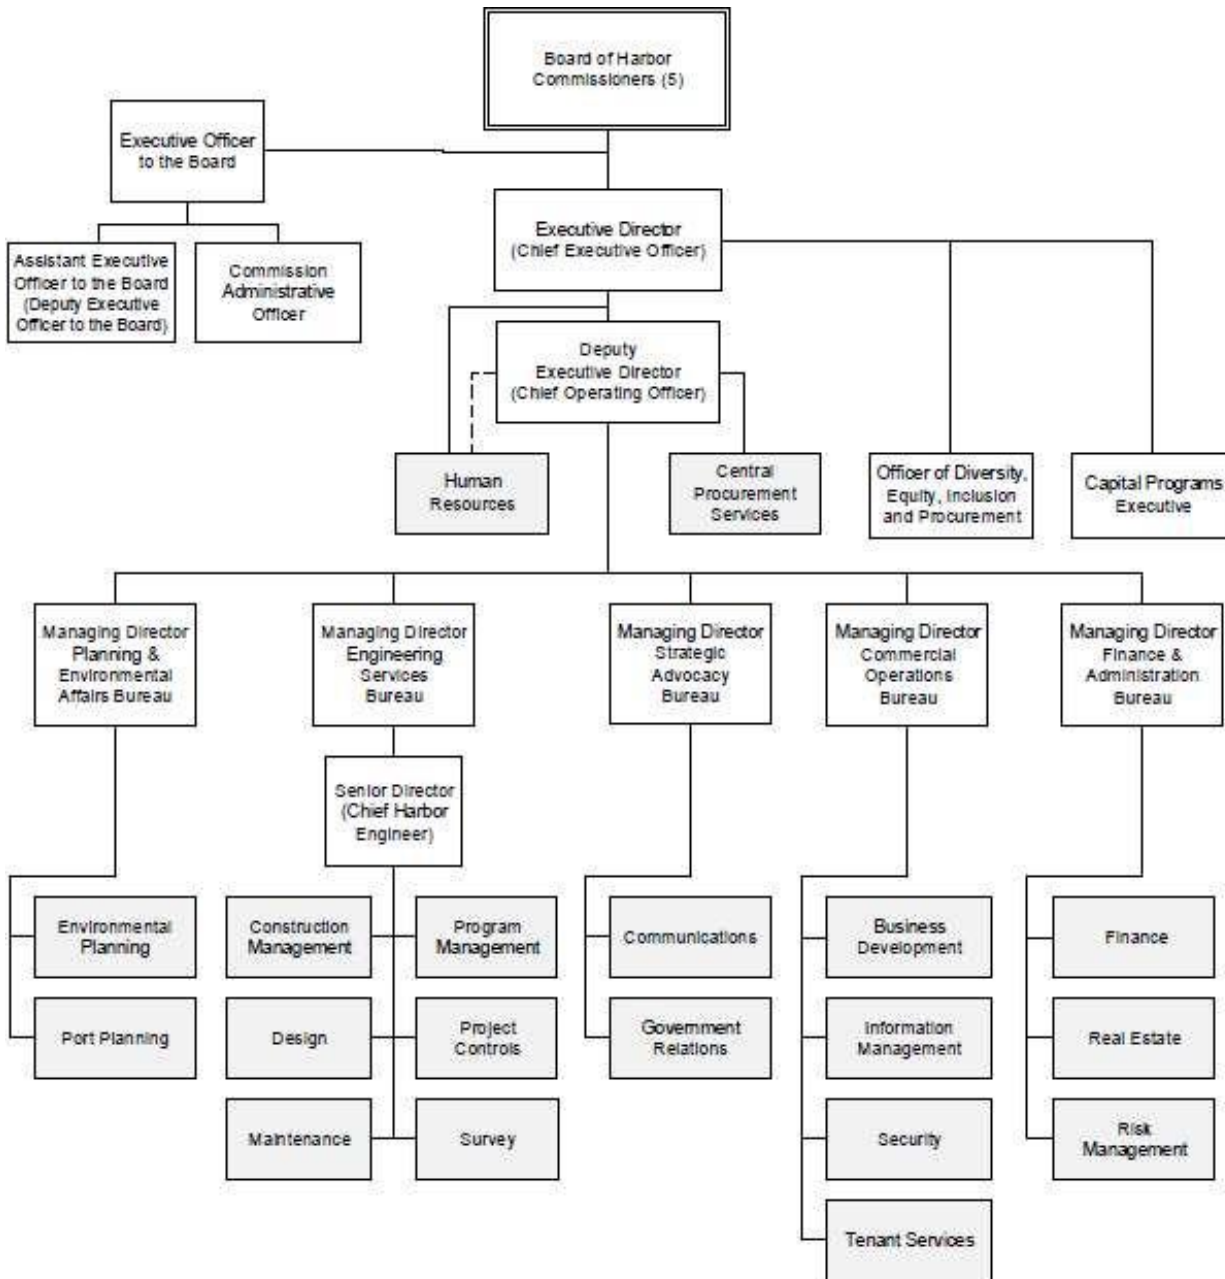 Board of Harbor
Commissioners (5)
Executive Officer
to the Board
Executive Director
(Chief Executive Officer)
Assistant Executive
Officer to the Board
(Deputy Executive
Officer to the Board)
Commission
Administrative
Officer
Deputy
Executive Director
(Chief Operating Officer)
Human
Resources
Central
Procurement
Services
Officer of Diversity,
Equity, Inclusion
and Procurement
Capital Programs
Executive
Managing Director
Planning &
Environmental
Affairs Bureau
Managing Director
Engineering
Services
Bureau
Managing Director
Strategic
Advocacy
Bureau
Managing Director
Commercial
Operations
Bureau
Managing Director
Finance &
Administration
Bureau
Senior Director
(Chief Harbor
Engineer)
Environmental
Planning
Construction
Management
Program
Management
Communications
Business
Development
Finance
Port Planning
Design
Project
Controls
Government
Relations
Information
Management
Real Estate
Maintenance
Survey
Security
Risk
Management
Tenant Services